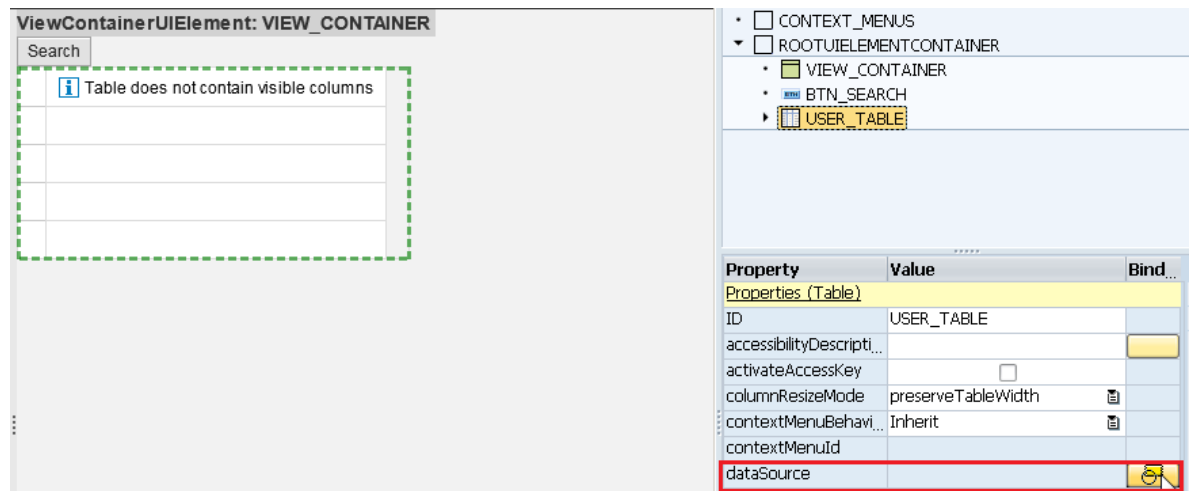 ViewContainerUIElement: VIEW_CONTAINER
Search
Table does not contain visible columns
CONTEXT_MENUS
ROOTUIELEMENTCONTAINER
VIEW_CONTAINER
BTN_SEARCH
USER_TABLE
Property Value Bind...
Properties (Table)
ID USER_TABLE
accessibilityDescripti...
activateAccessKey
columnResizeMode preserveTableWidth
contextMenuBehavi... Inherit
contextMenuId
dataSource